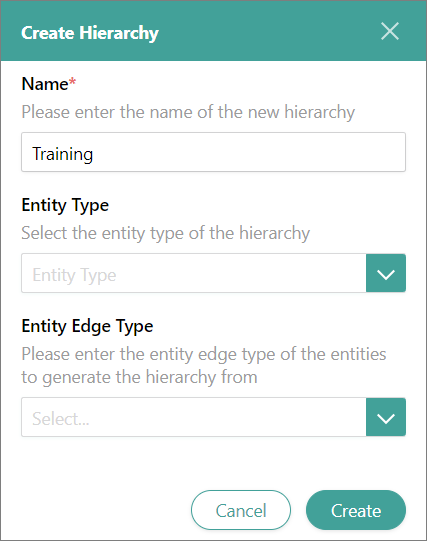 Create Hierarchy
Name*
Please enter the name of the new hierarchy
Training
Entity Type
Select the entity type of the hierarchy
Entity Type
Entity Edge Type
Please enter the entity edge type of the entities
to generate the hierarchy from
Select...
Cancel
Create